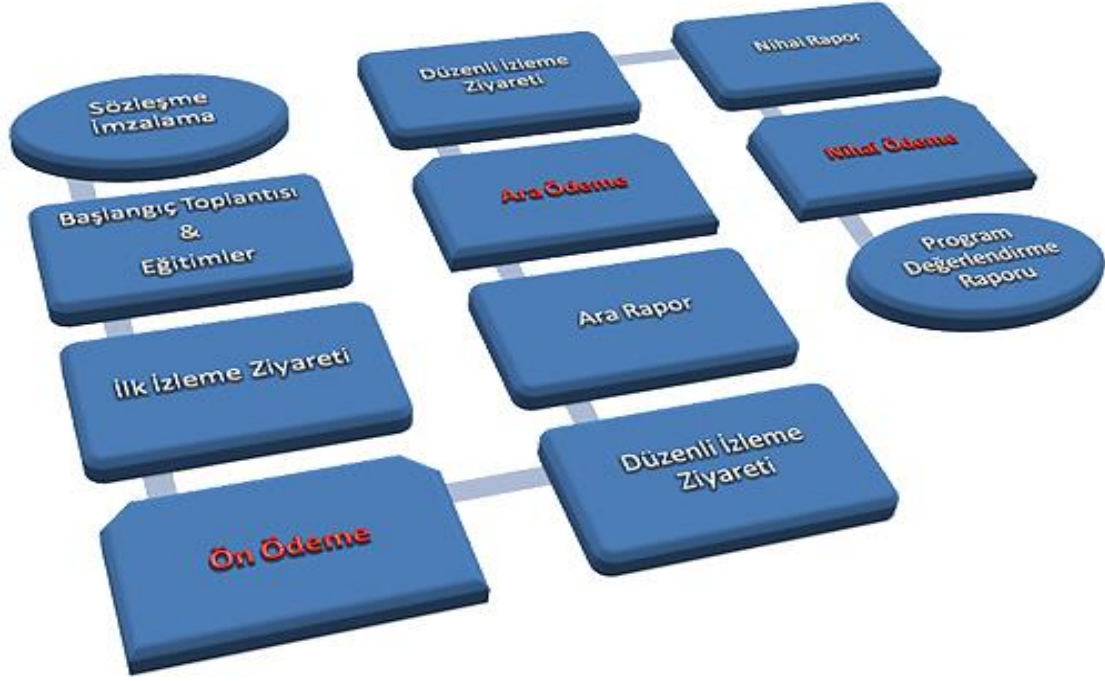 Sözleşme
İmzalama
Başlangıç Toplantısı
&
Eğitimler
İlk İzleme Ziyareti
Ön Ödeme
Düzenli İzleme
Ziyareti
Ara Rapor
Ara Ödeme
Düzenli İzleme
Ziyareti
Nihai Rapor
Nihai Ödeme
Program
Değerlendirme
Raporu